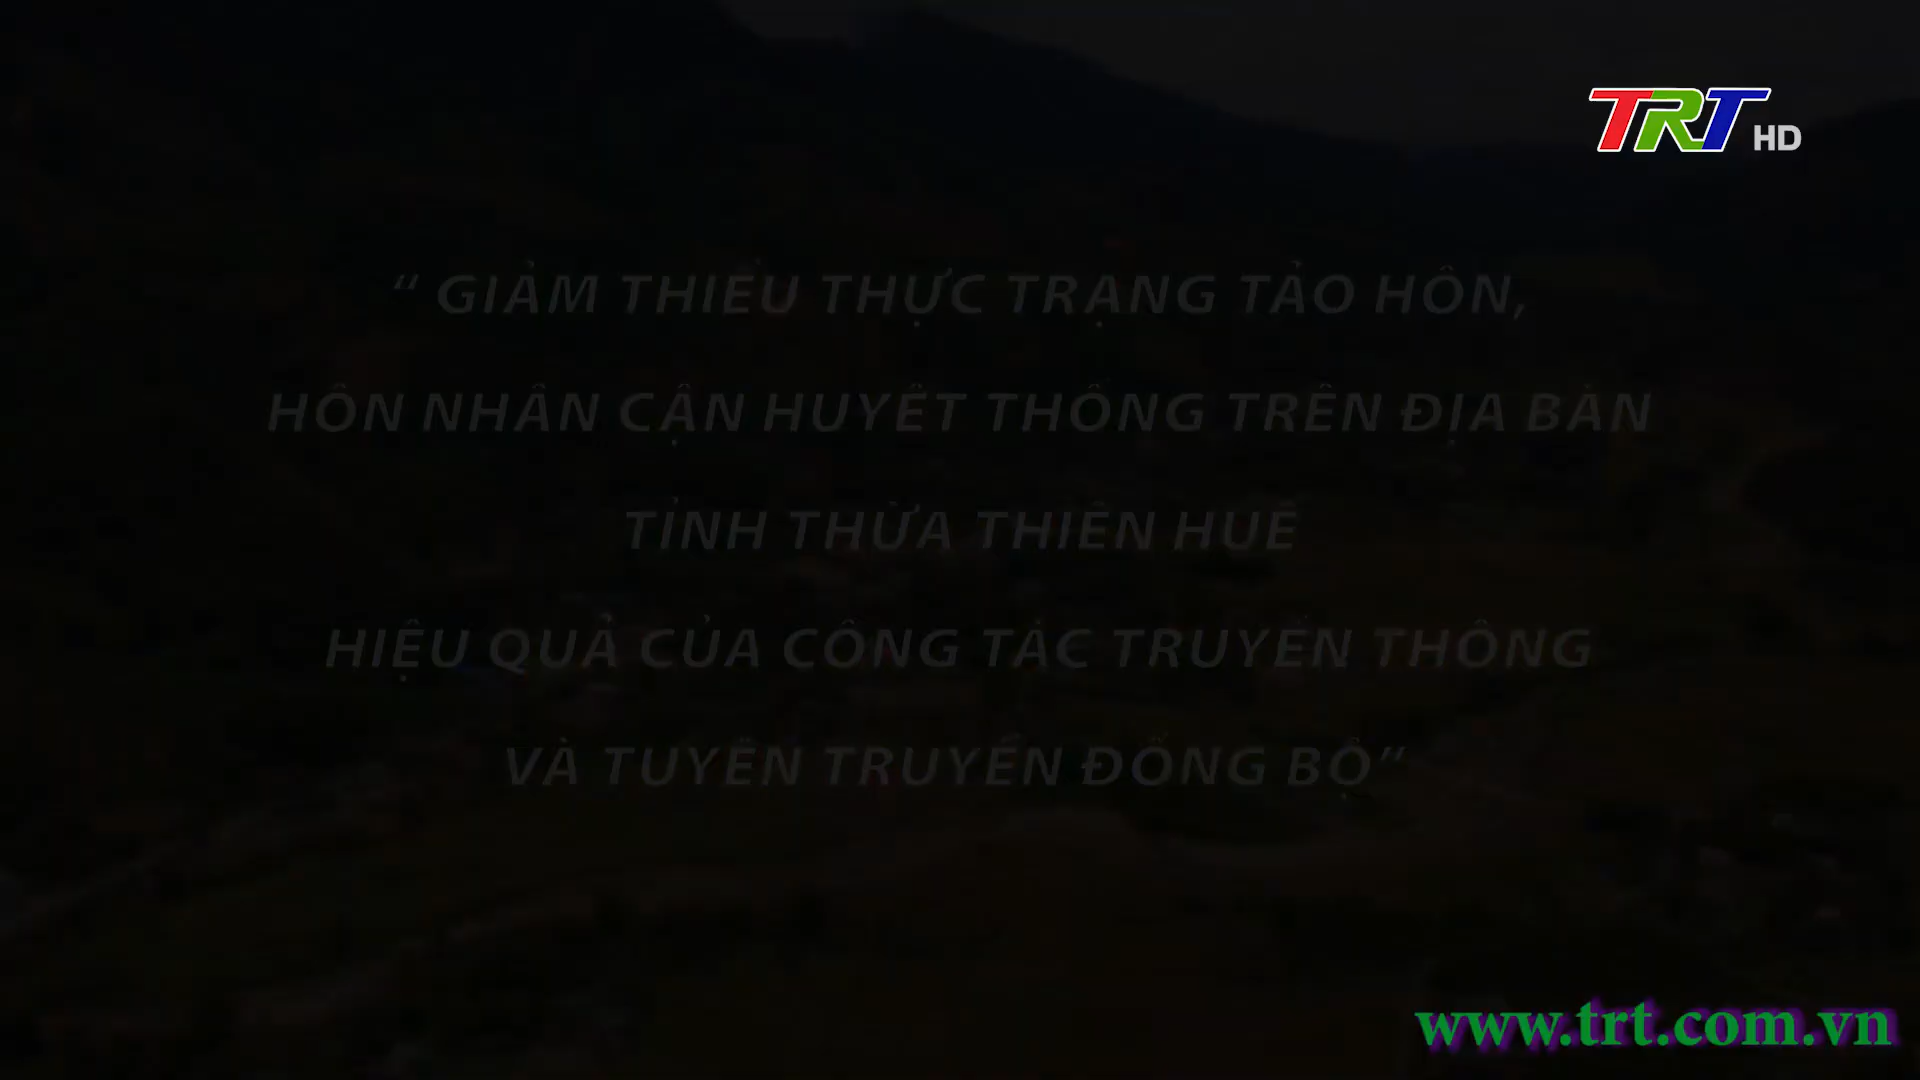 TRT HD
“ GIẢM THIỂU THỰC TRẠNG TẢO HÔN,
HÔN NHÂN CẬN HUYẾT THỐNG TRÊN ĐỊA BÀN
TỈNH THỪA THIÊN HUẾ
HIỆU QUẢ CỦA CÔNG TÁC TRUYỀN THÔNG
VÀ TUYÊN TRUYỀN ĐỒNG BỘ”
www.trt.com.vn